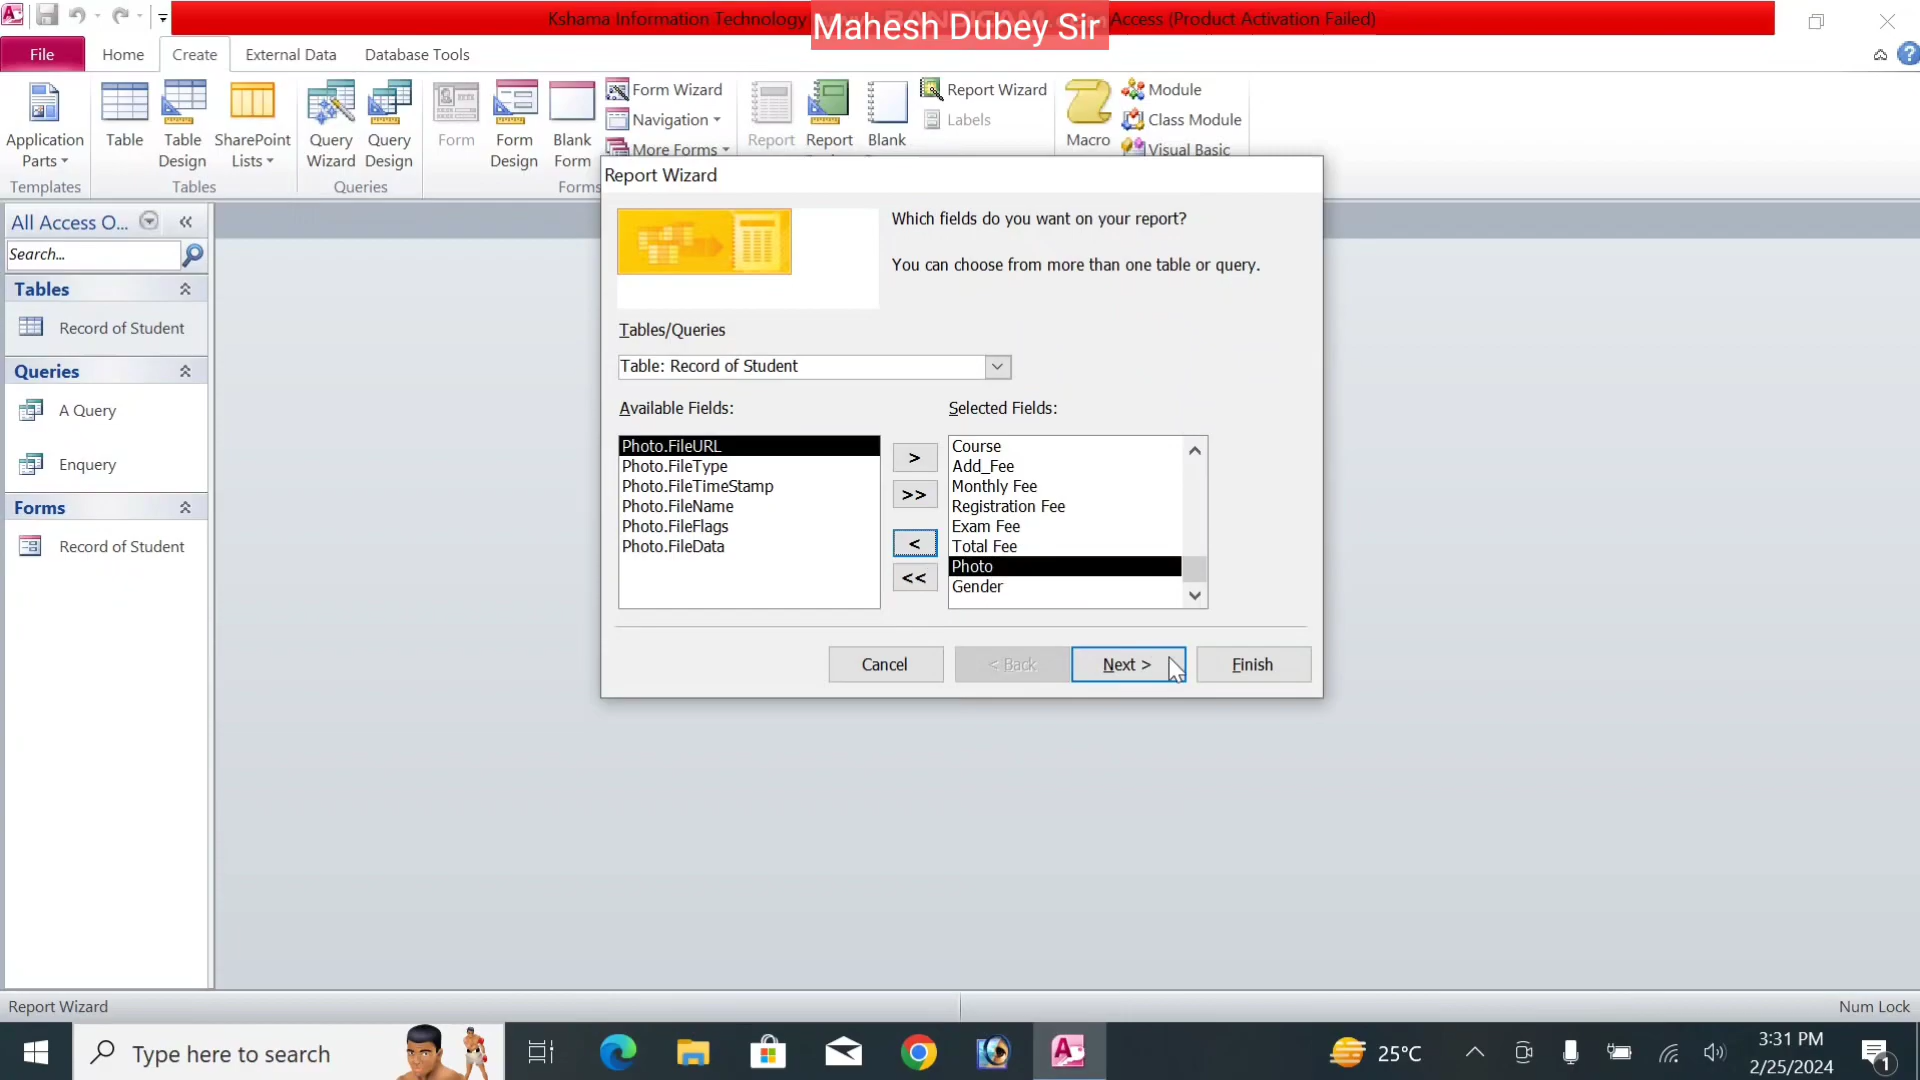 Kshama Information Technology
Mahesh Dubey Sir
Access (Product Activation Failed)
File
Home
Create
External Data
Database Tools
Application
Parts
Templates
Table
Table
Design
SharePoint
Lists
Tables
Query
Wizard
Query
Design
Queries
Form
Form
Design
Blank
Form
Form Wizard
Navigation
More Forms
Forms
Report
Report
Blank
Report Wizard
Labels
Macro
Module
Class Module
Visual Basic
All Access O...
Search...
Tables
Record of Student
Queries
A Query
Enquery
Forms
Record of Student
Report Wizard
Which fields do you want on your report?
You can choose from more than one table or query.
Tables/Queries
Table: Record of Student
Available Fields:
Photo.FileURL
Photo.FileType
Photo.FileTimeStamp
Photo.FileName
Photo.FileFlags
Photo.FileData
>
>>
<
<<
Selected Fields:
Course
Add_Fee
Monthly Fee
Registration Fee
Exam Fee
Total Fee
Photo
Gender
Cancel
< Back
Next >
Finish
Report Wizard
Num Lock
Type here to search
25°C
3:31 PM
2/25/2024
1